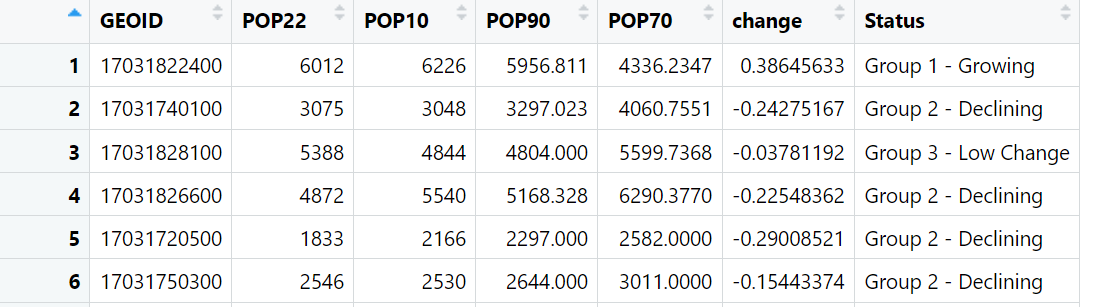 GEOID POP22 POP10 POP90 POP70 change Status
1 17031822400 6012 6226 5956.811 4336.2347 0.38645633 Group 1 - Growing
2 17031740100 3075 3048 3297.023 4060.7551 -0.24275167 Group 2 - Declining
3 17031828100 5388 4844 4804.000 5599.7368 -0.03781192 Group 3 - Low Change
4 17031826600 4872 5540 5168.328 6290.3770 -0.22548362 Group 2 - Declining
5 17031720500 1833 2166 2297.000 2582.0000 -0.29008521 Group 2 - Declining
6 17031750300 2546 2530 2644.000 3011.0000 -0.15443374 Group 2 - Declining